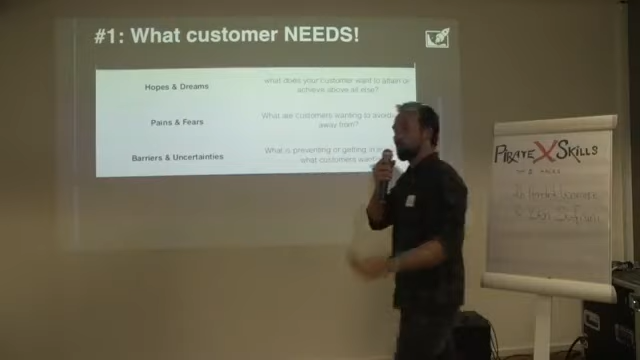 #1: What customer NEEDS!
Hopes & Dreams
what does your customer want to attain or
achieve above all else?
Pains & Fears
What are customers wanting to avoid
away from?
Barriers & Uncertainties
What is preventing or getting in
what customers want
PIRATE X SKILLS